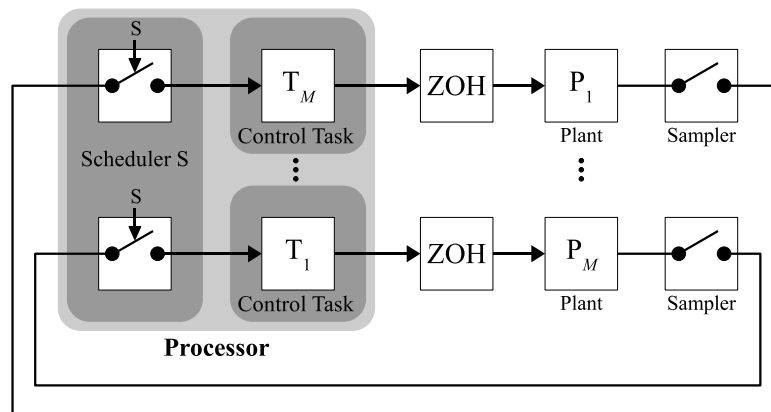 S
T_M
ZOH
P_1
Control Task
Plant
Sampler
Scheduler S
S
T_1
ZOH
P_M
Control Task
Plant
Sampler
Processor